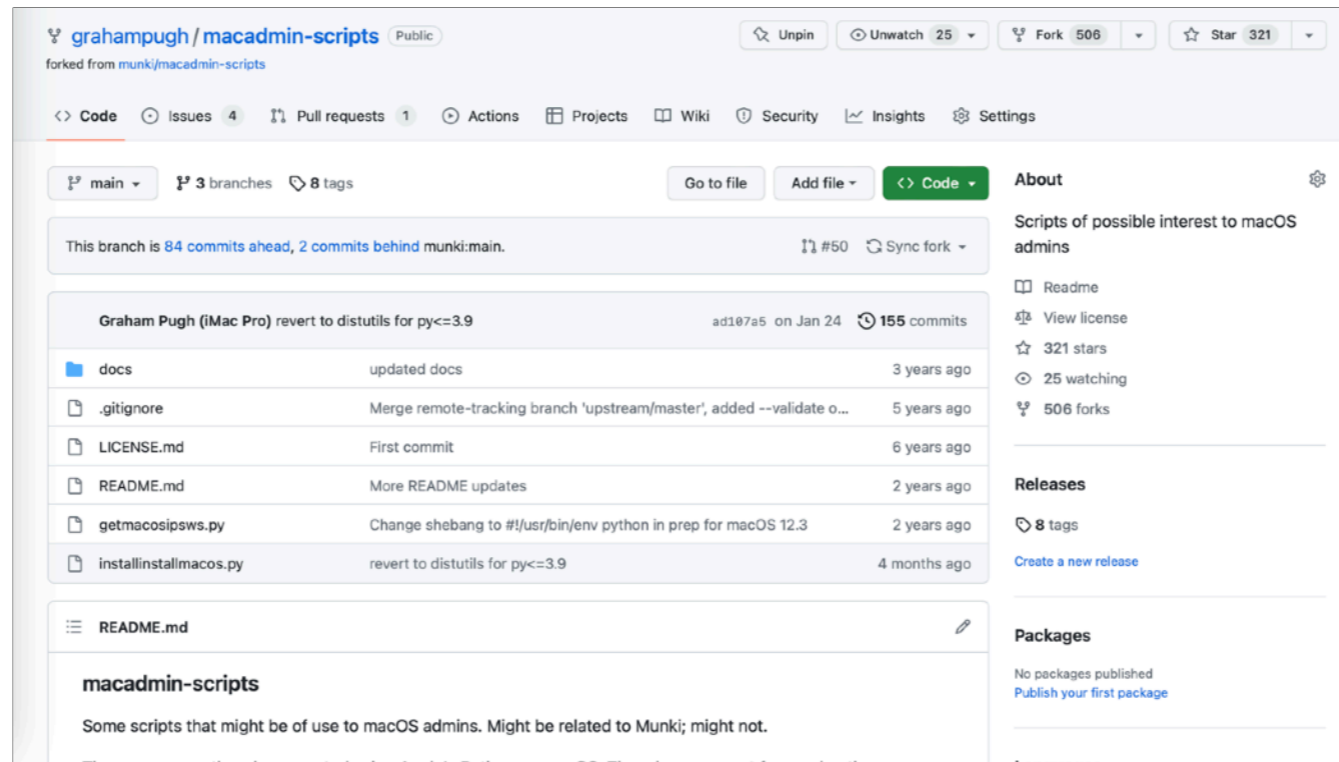 grahampugh / macadmin-scripts Public
Unpin
Unwatch 25
Fork 506
Star 321
forked from munki/macadmin-scripts
Code
Issues 4
Pull requests 1
Actions
Projects
Wiki
Security
Insights
Settings
main
3 branches
8 tags
Go to file
Add file
Code
This branch is 84 commits ahead, 2 commits behind munki:main.
#50
Sync fork
Graham Pugh (iMac Pro) revert to distutils for py<=3.9
ad107a5 on Jan 24
155 commits
docs updated docs 3 years ago
.gitignore Merge remote-tracking branch 'upstream/master', added --validate o... 5 years ago
LICENSE.md First commit 6 years ago
README.md More README updates 2 years ago
getmacosipsws.py Change shebang to #!/usr/bin/env python in prep for macOS 12.3 2 years ago
installinstallmacos.py revert to distutils for py<=3.9 4 months ago
README.md
macadmin-scripts
Some scripts that might be of use to macOS admins. Might be related to Munki; might not.
About
Scripts of possible interest to macOS
admins
Readme
View license
321 stars
25 watching
506 forks
Releases
8 tags
Create a new release
Packages
No packages published
Publish your first package